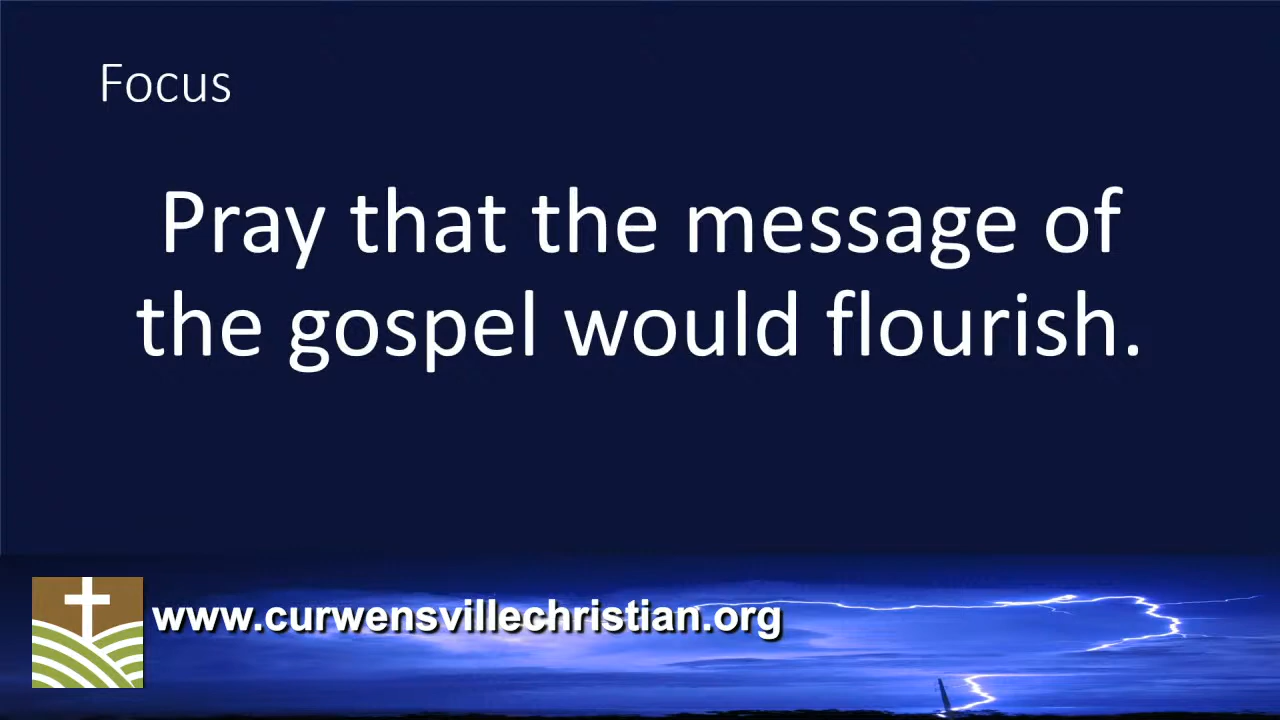 Focus
Pray that the message of
the gospel would flourish.
www.curwensvillechristian.org